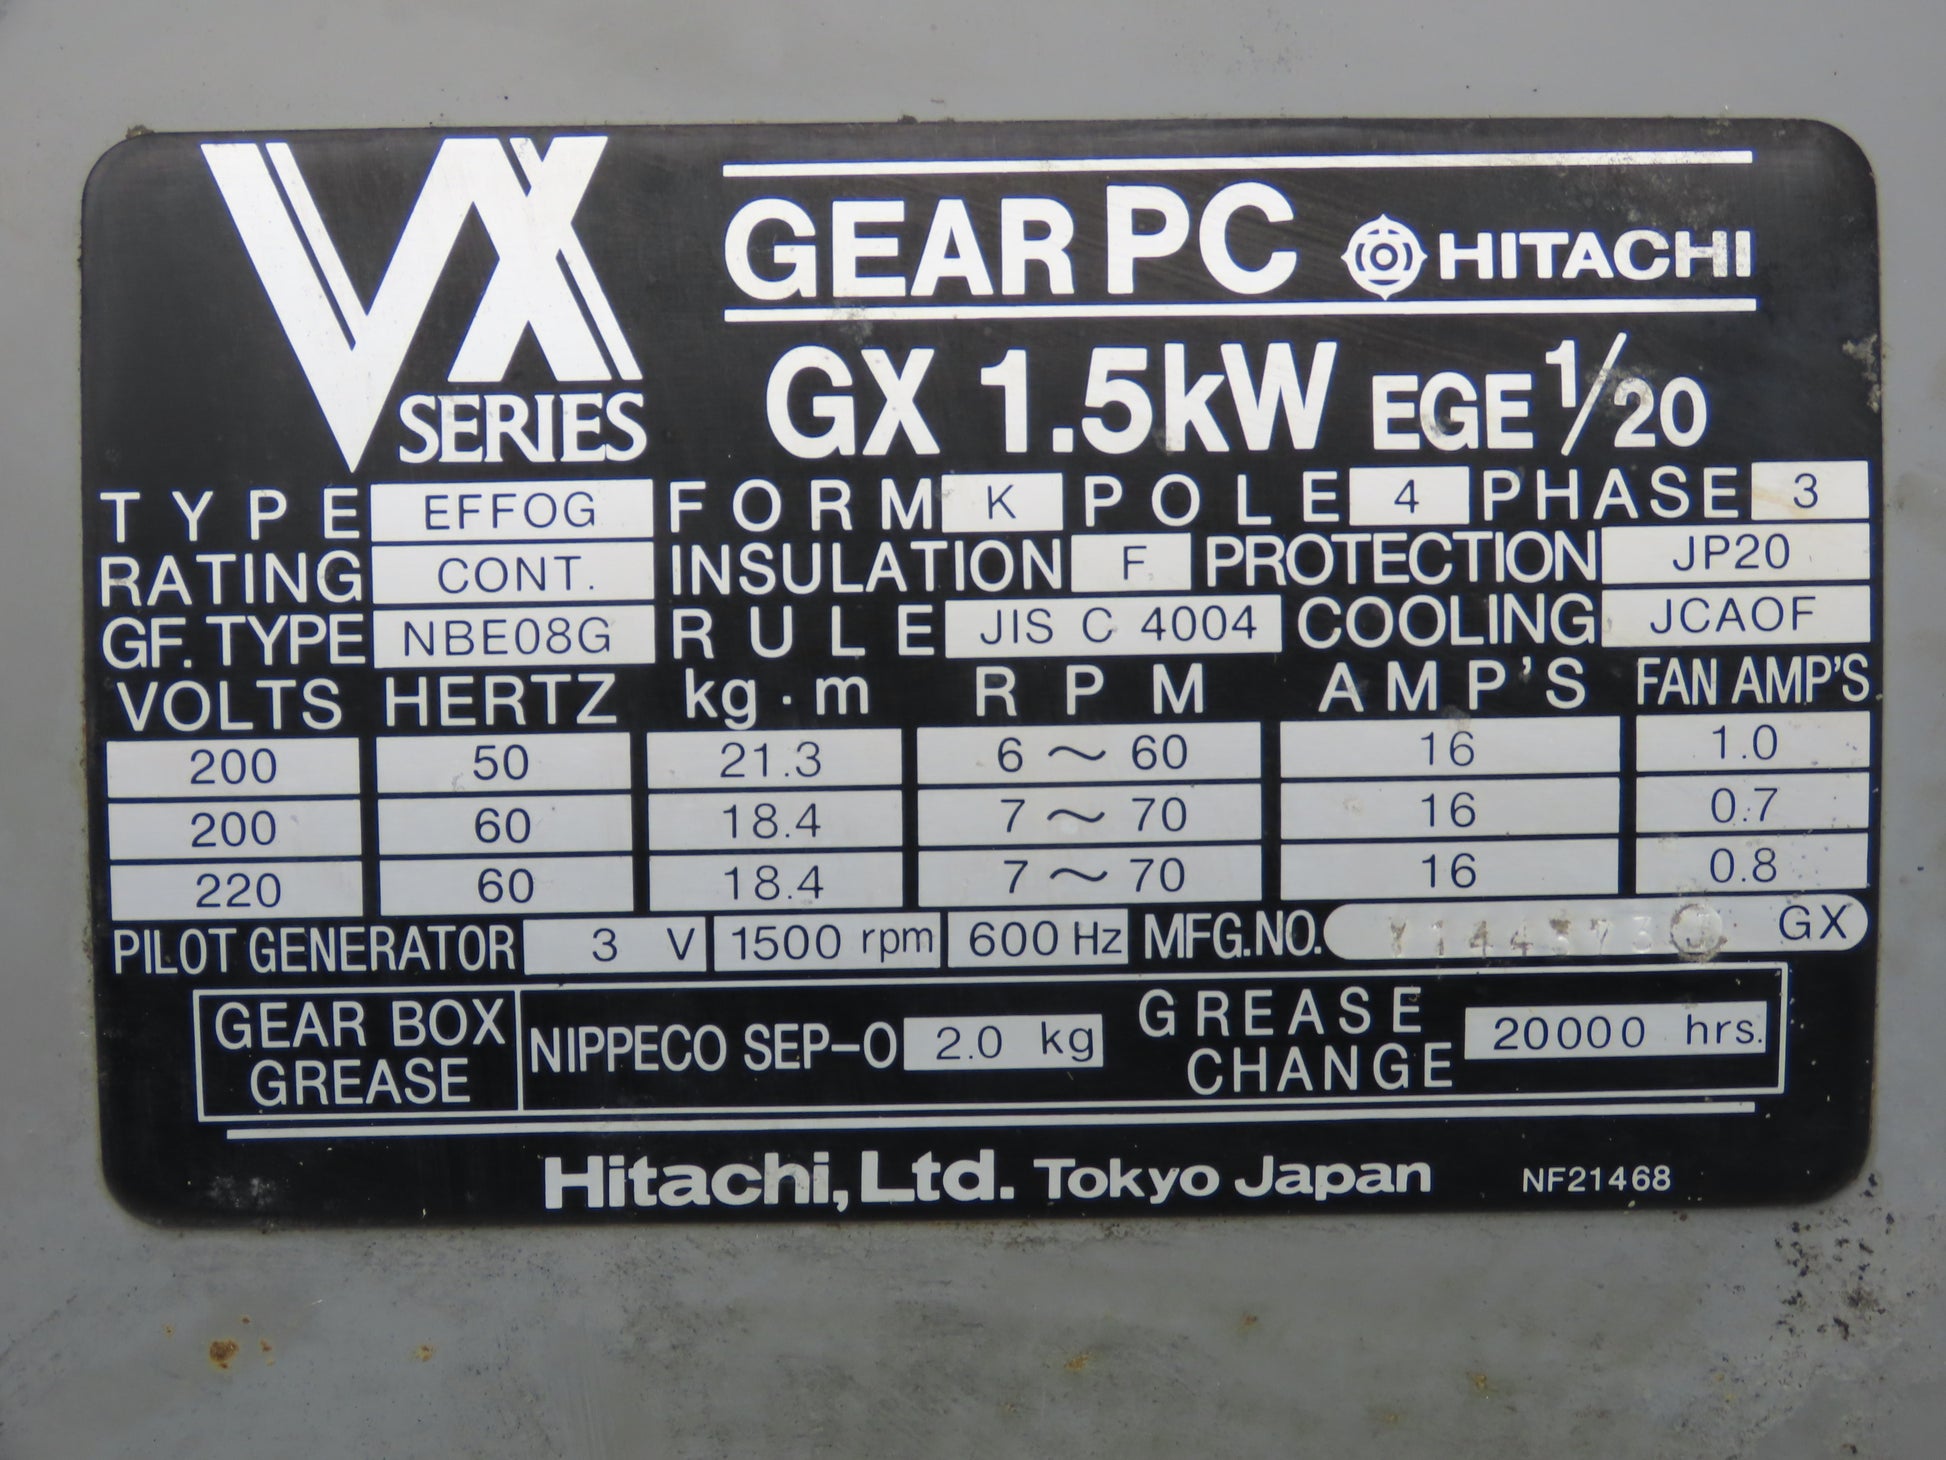 VX SERIES
GEAR PC HITACHI
GX 1.5kW EGE 1/20
TYPE EFFOG FORM K POLE 4 PHASE 3
RATING CONT. INSULATION F PROTECTION JP20
GF. TYPE NBE08G RULE JIS C 4004 COOLING JCAOF
VOLTS HERTZ kg·m RPM AMP'S FAN AMP'S
200 50 21.3 6～60 16 1.0
200 60 18.4 7～70 16 0.7
220 60 18.4 7～70 16 0.8
PILOT GENERATOR 3 V 1500 rpm 600 Hz MFG.NO. Y144373 J GX
GEAR BOX GREASE NIPPECO SEP-O 2.0 kg GREASE CHANGE 20000 hrs.
Hitachi, Ltd. Tokyo Japan NF21468